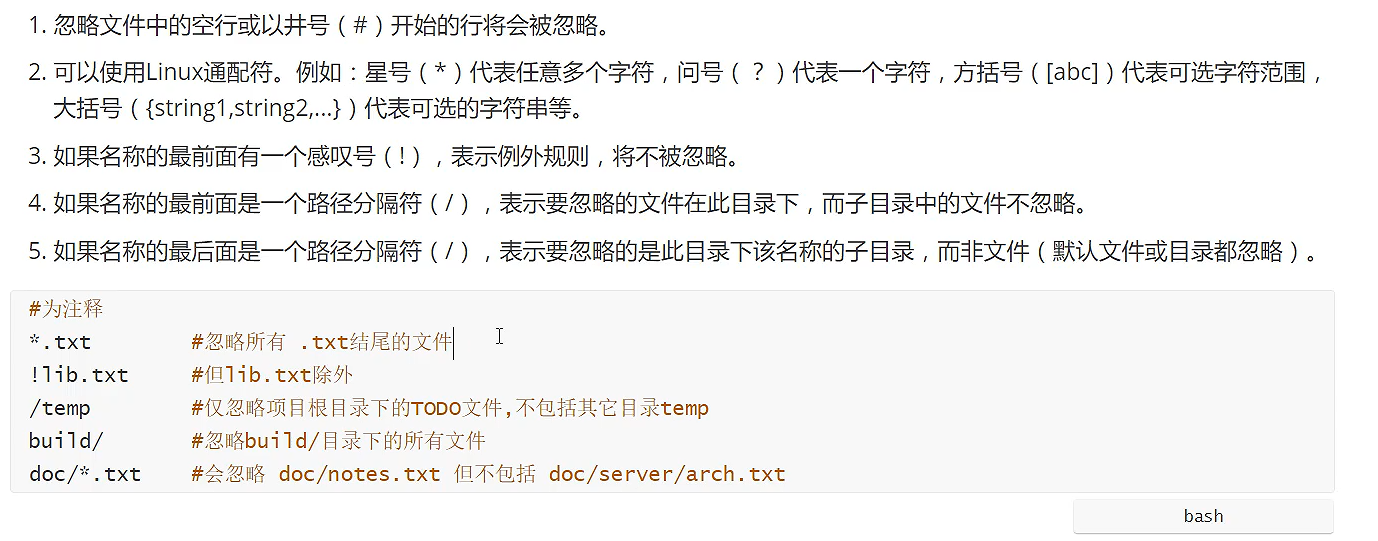 1. 忽略文件中的空行或以井号（#）开始的行将会被忽略。
2. 可以使用Linux通配符。例如：星号（*）代表任意多个字符，问号（？）代表一个字符，方括号（[abc]）代表可选字符范围，
大括号（{string1,string2,...}）代表可选的字符串等。
3. 如果名称的最前面有一个感叹号（!），表示例外规则，将不被忽略。
4. 如果名称的最前面是一个路径分隔符（/），表示要忽略的文件在此目录下，而子目录中的文件不忽略。
5. 如果名称的最后面是一个路径分隔符（/），表示要忽略的是此目录下该名称的子目录，而非文件（默认文件或目录都忽略）。
#为注释
*.txt #忽略所有 .txt结尾的文件
!lib.txt #但lib.txt除外
/temp #仅忽略项目根目录下的TODO文件,不包括其它目录temp
build/ #忽略build/目录下的所有文件
doc/*.txt #会忽略 doc/notes.txt 但不包括 doc/server/arch.txt
bash